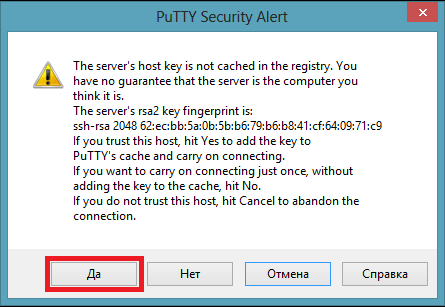 PuTTY Security Alert
The server's host key is not cached in the registry. You
have no guarantee that the server is the computer you
think it is.
The server's rsa2 key fingerprint is:
ssh-rsa 2048 62:ec:bb:5a:0b:5b:b6:79:b6:b8:41:cf:64:09:71:c9
If you trust this host, hit Yes to add the key to
PuTTY's cache and carry on connecting.
If you want to carry on connecting just once, without
adding the key to the cache, hit No.
If you do not trust this host, hit Cancel to abandon the
connection.
Да Нет Отмена Справка